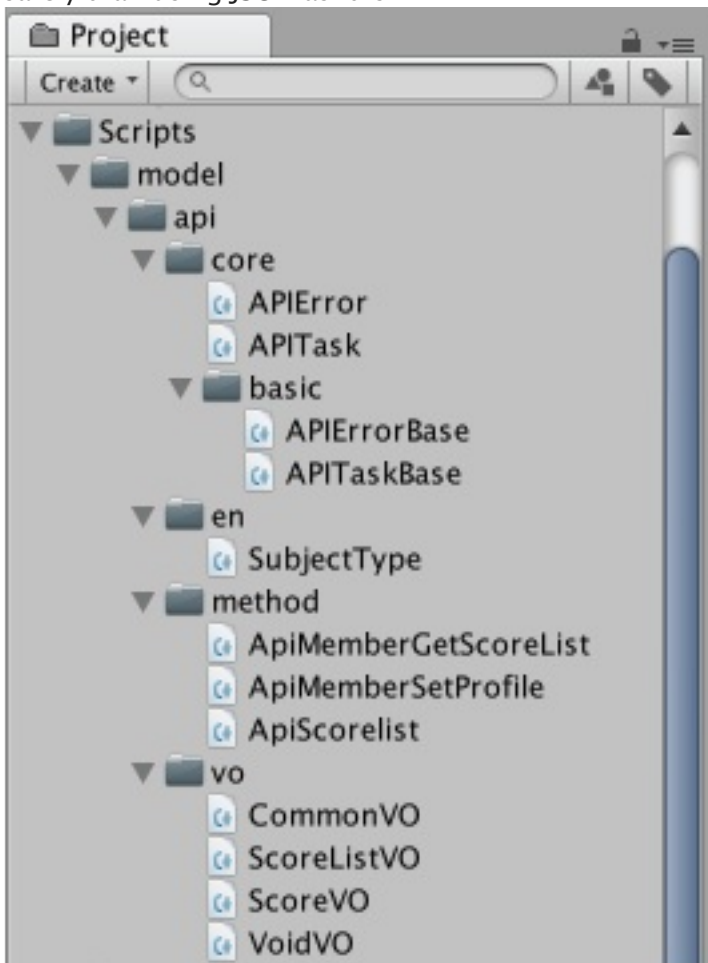 Project
Create
Scripts
model
api
core
APIError
APITask
basic
APIErrorBase
APITaskBase
en
SubjectType
method
ApiMemberGetScoreList
ApiMemberSetProfile
ApiScorelist
vo
CommonVO
ScoreListVO
ScoreVO
VoidVO